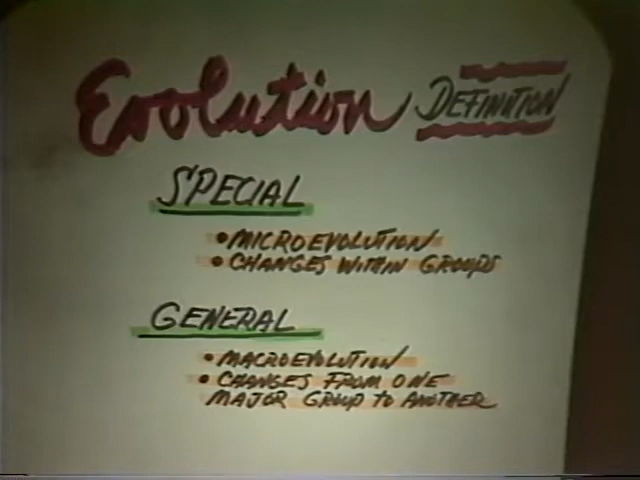 Evolution DEFINITION
SPECIAL
• MICROEVOLUTION
• CHANGES WITHIN GROUPS
GENERAL
• MACROEVOLUTION
• CHANGES FROM ONE
MAJOR GROUP to ANOTHER